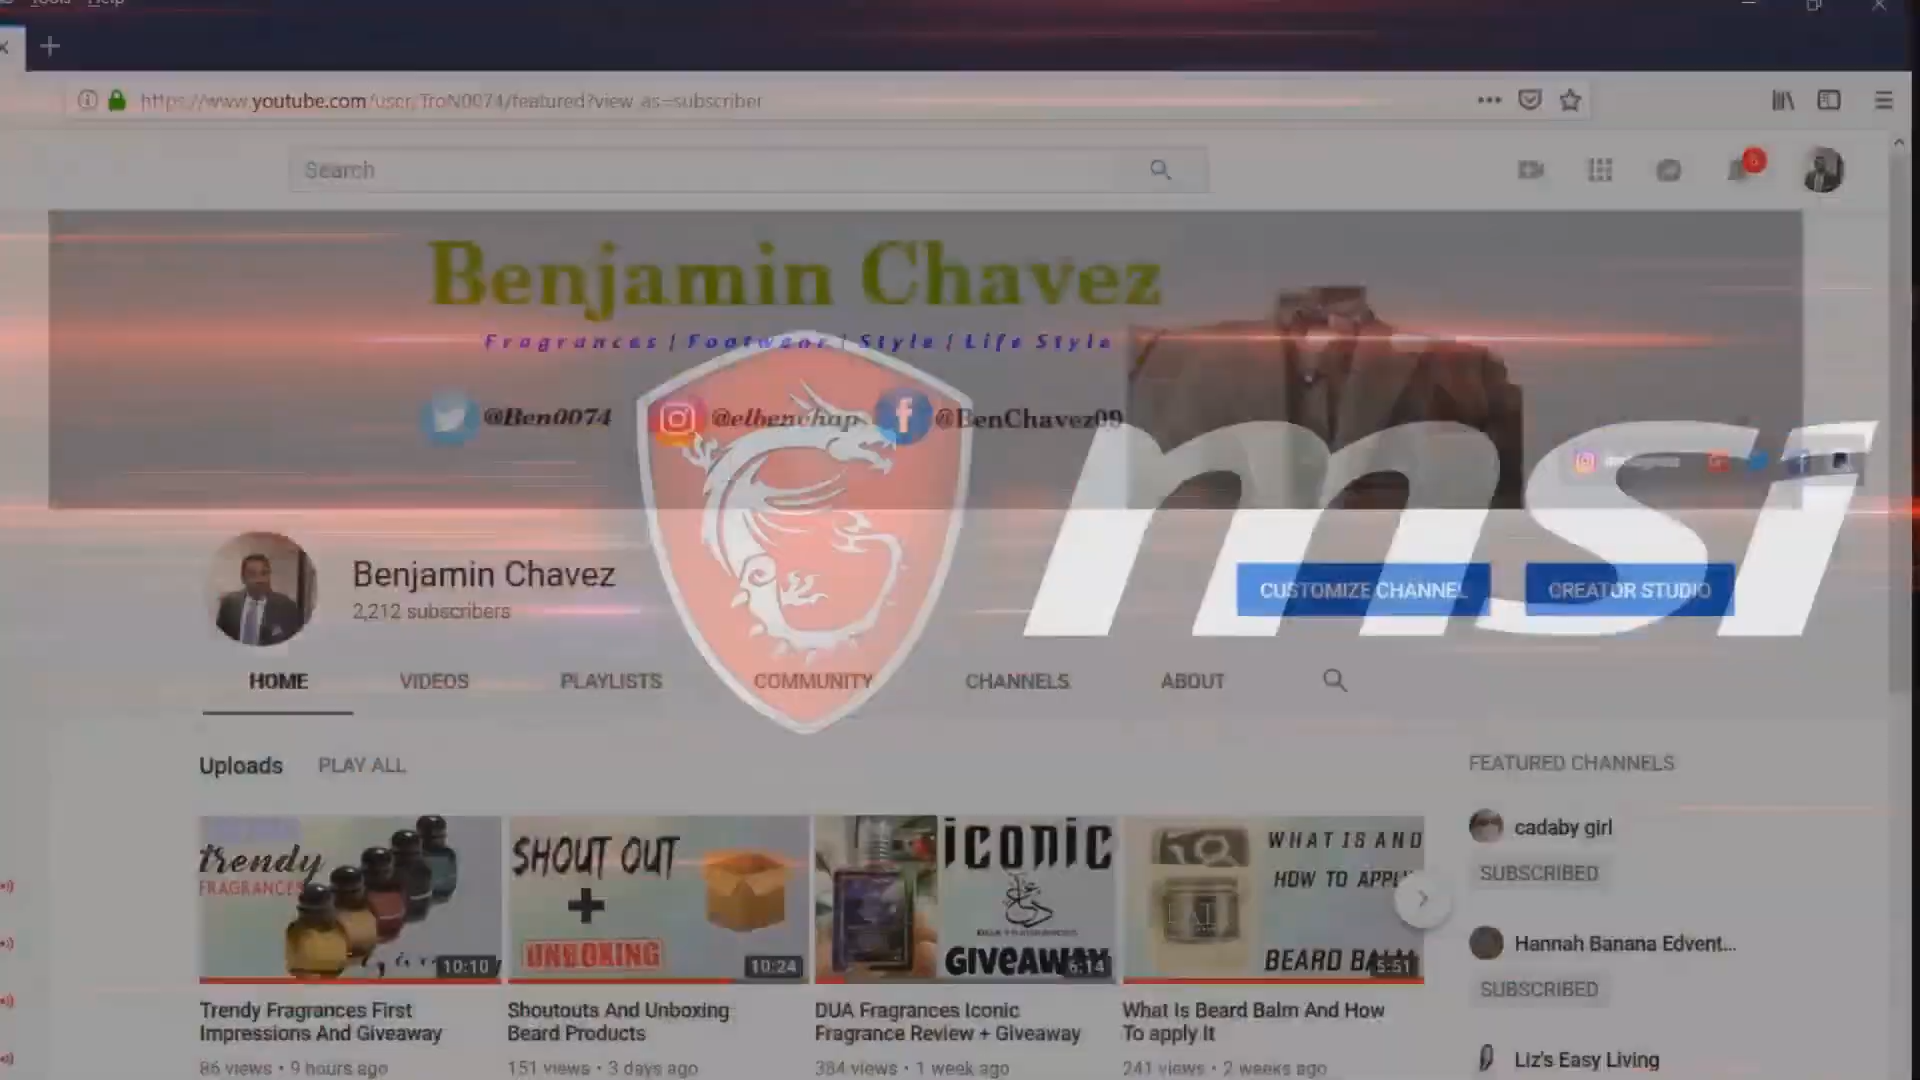 Tools Help
https://www.youtube.com/user/TroN0074/featured?view_as=subscriber
Search
Benjamin Chavez
Fragrances | Footwear | Style | Life Style
@Ben0074 @elbenchap @BenChavez09
msi
Benjamin Chavez
2,212 subscribers
CUSTOMIZE CHANNEL CREATOR STUDIO
HOME VIDEOS PLAYLISTS COMMUNITY CHANNELS ABOUT
Uploads PLAY ALL
FEATURED CHANNELS
trendy
FRAGRANCES
10:10
SHOUT OUT
+
UNBOXING
10:24
ICONIC
DUA FRAGRANCES
GIVEAWAY
6:14
WHAT IS AND
HOW TO APPLY
BEARD BALM
5:51
cadaby girl
SUBSCRIBED
Hannah Banana Edvent...
SUBSCRIBED
Liz's Easy Living
Trendy Fragrances First
Impressions And Giveaway
86 views • 9 hours ago
Shoutouts And Unboxing
Beard Products
151 views • 3 days ago
DUA Fragrances Iconic
Fragrance Review + Giveaway
384 views • 1 week ago
What Is Beard Balm And How
To apply It
241 views • 2 weeks ago